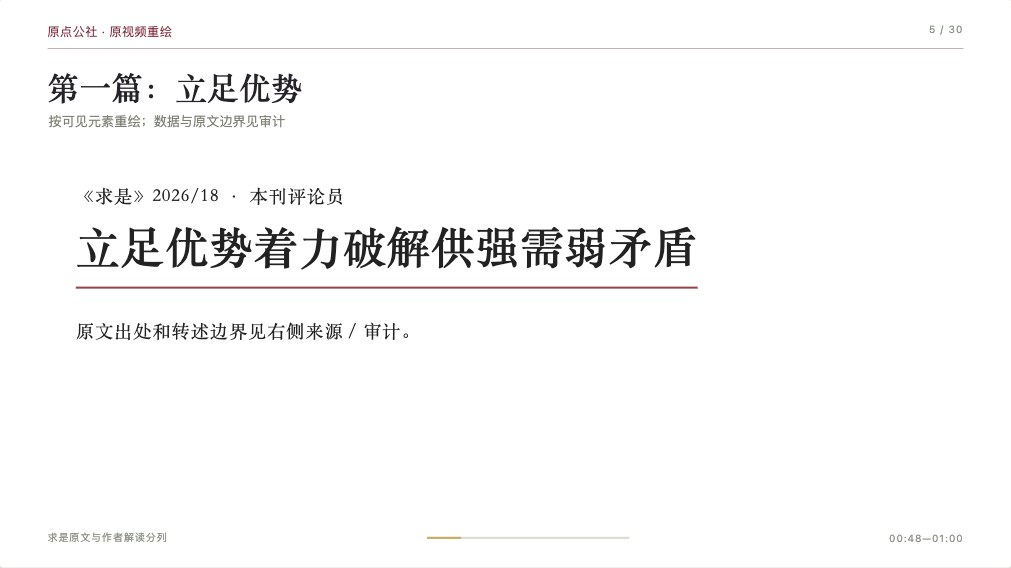 原点公社 · 原视频重绘
5 / 30
第一篇：立足优势
按可见元素重绘；数据与原文边界见审计
《求是》2026/18 · 本刊评论员
立足优势着力破解供强需弱矛盾
原文出处和转述边界见右侧来源 / 审计。
求是原文与作者解读分列
00:48—01:00